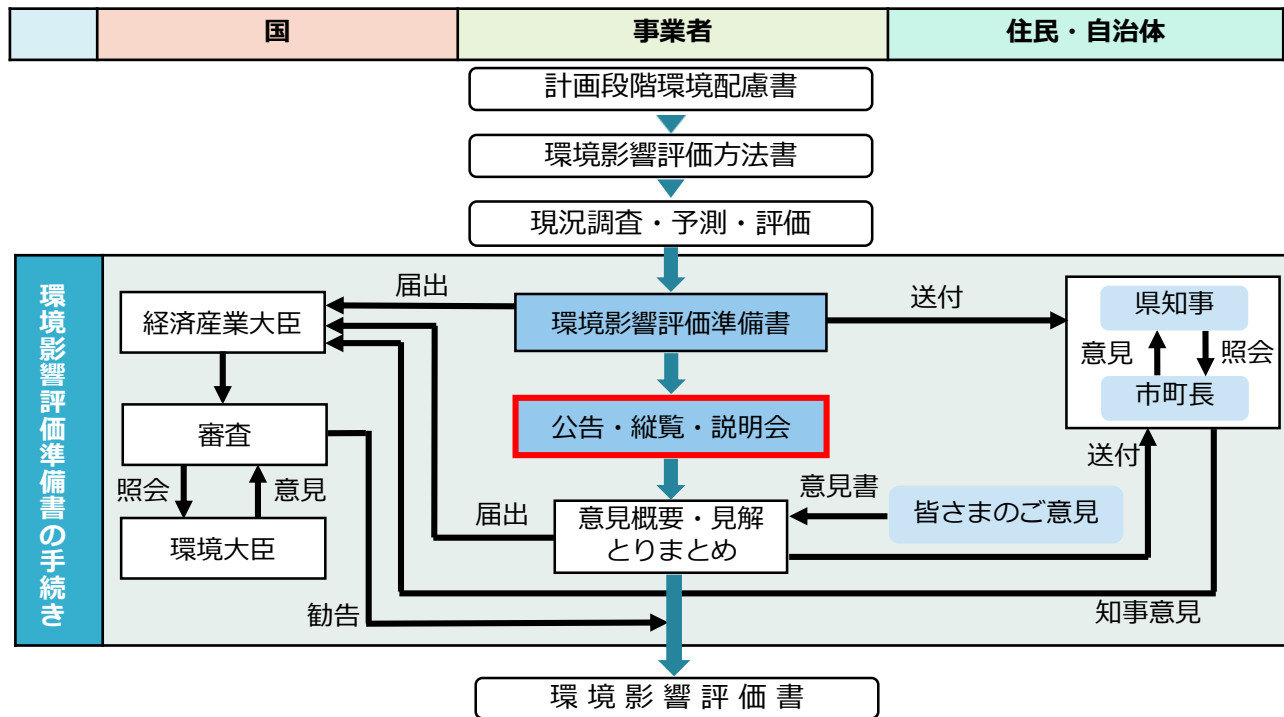 国
事業者
住民・自治体
計画段階環境配慮書
環境影響評価方法書
現況調査・予測・評価
環境影響評価準備書の手続き
届出
送付
経済産業大臣
環境影響評価準備書
県知事
意見
照会
市町長
審査
公告・縦覧・説明会
送付
照会
意見
意見書
皆さまのご意見
届出
意見概要・見解
とりまとめ
環境大臣
勧告
知事意見
環境影響評価書